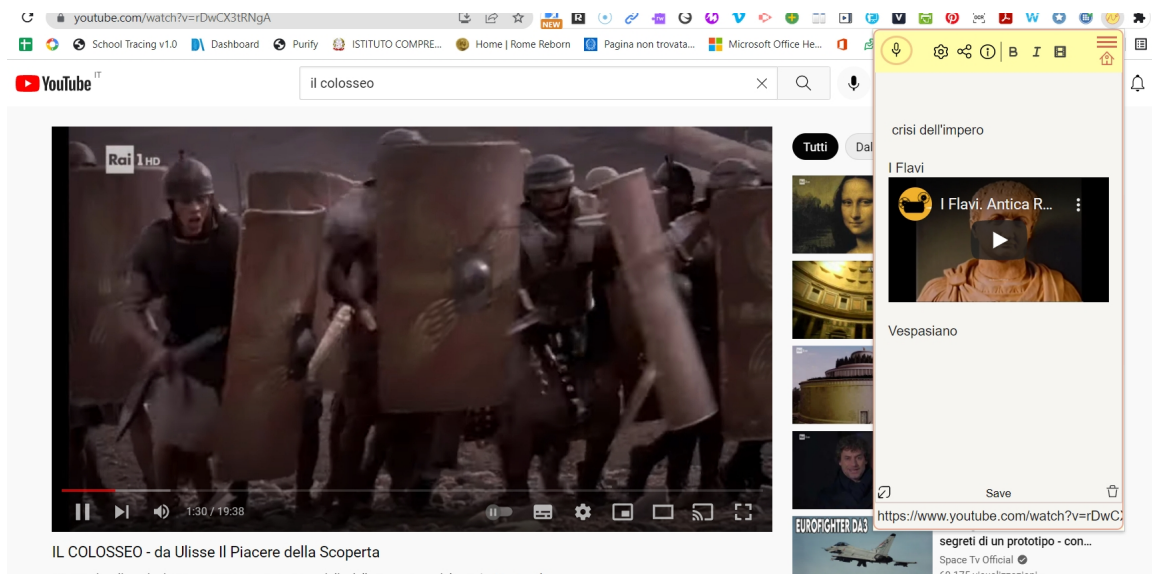 youtube.com/watch?v=rDwCX3tRNgA
NEW
School Tracing v1.0 Dashboard Purify ISTITUTO COMPRE... Home | Rome Reborn Pagina non trovata... Microsoft Office He...
YouTube IT
il colosseo
Rai 1 HD
1:30 / 19:38
IL COLOSSEO - da Ulisse Il Piacere della Scoperta
Tutti
Dal
EUROFIGHTER DA3
segreti di un prototipo - con...
Space Tv Official
B I
crisi dell'impero
I Flavi
I Flavi. Antica R...
Vespasiano
Save
https://www.youtube.com/watch?v=rDwC